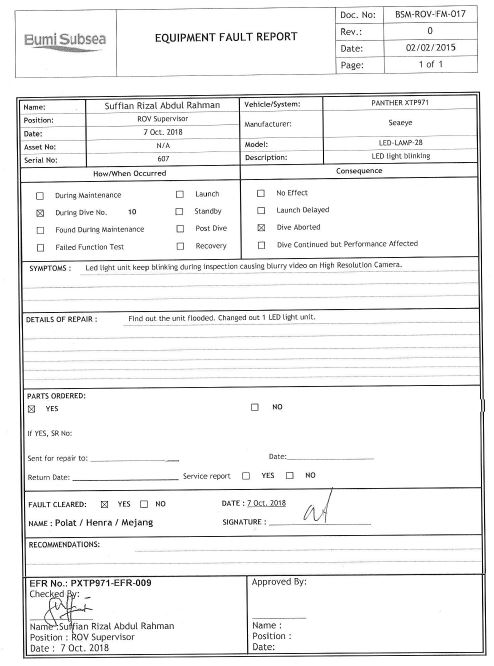 Bumi Subsea
EQUIPMENT FAULT REPORT
Doc. No: BSM-ROV-FM-017
Rev.: 0
Date: 02/02/2015
Page: 1 of 1
Name: Suffian Rizal Abdul Rahman
Position: ROV Supervisor
Date: 7 Oct. 2018
Asset No: N/A
Serial No: 607
Vehicle/System: PANTHER XTP971
Manufacturer: Seaeye
Model: LED-LAMP-28
Description: LED light blinking
How/When Occurred
Consequence
☐ During Maintenance ☐ Launch ☐ No Effect
☒ During Dive No. 10 ☐ Standby ☐ Launch Delayed
☐ Found During Maintenance ☐ Post Dive ☒ Dive Aborted
☐ Failed Function Test ☐ Recovery ☐ Dive Continued but Performance Affected
SYMPTOMS : Led light unit keep blinking during inspection causing blurry video on High Resolution Camera.
DETAILS OF REPAIR : Find out the unit flooded. Changed out 1 LED light unit.
PARTS ORDERED:
☒ YES ☐ NO
If YES, SR No:
Sent for repair to: Date:
Return Date: Service report ☐ YES ☐ NO
FAULT CLEARED: ☒ YES ☐ NO DATE : 7 Oct. 2018
NAME : Polat / Henra / Mejang SIGNATURE :
RECOMMENDATIONS:
EFR No.: PXTP971-EFR-009
Checked By:
Name :Suffian Rizal Abdul Rahman
Position : ROV Supervisor
Date : 7 Oct. 2018
Approved By:
Name :
Position :
Date: